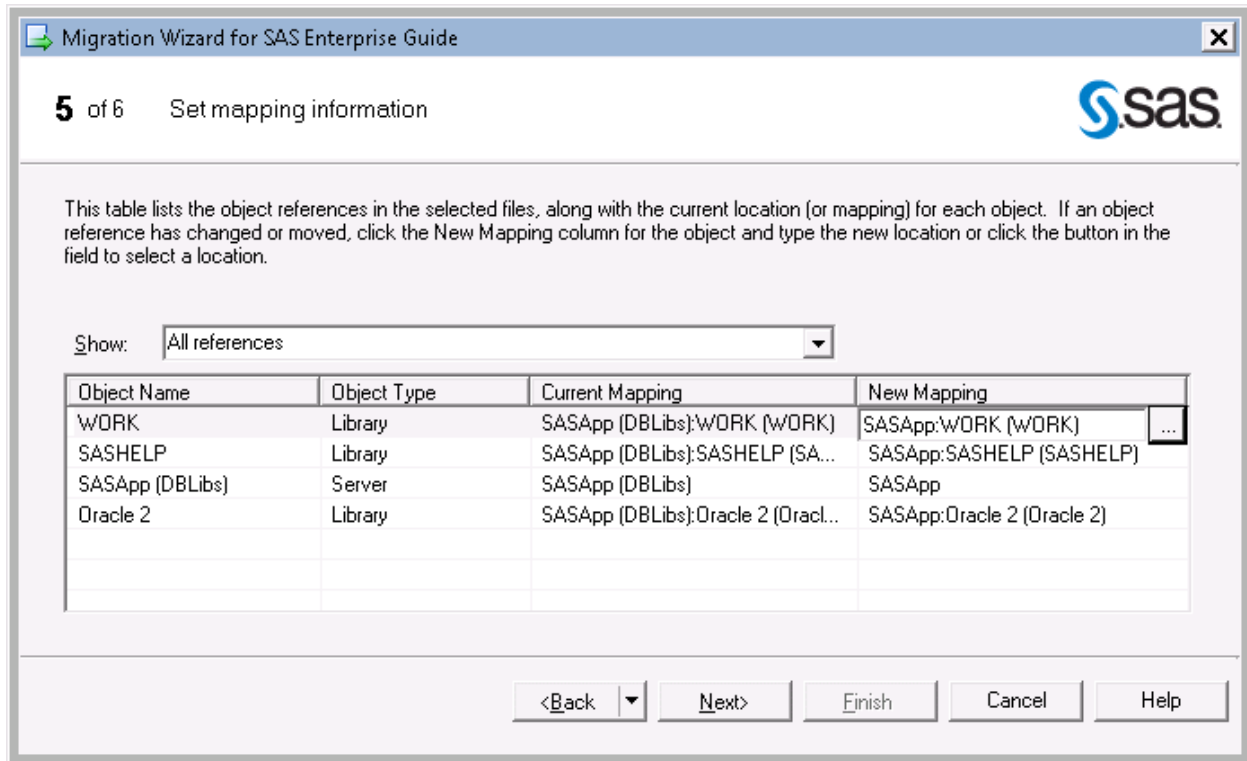 Migration Wizard for SAS Enterprise Guide
5 of 6 Set mapping information
sas
This table lists the object references in the selected files, along with the current location (or mapping) for each object. If an object
reference has changed or moved, click the New Mapping column for the object and type the new location or click the button in the
field to select a location.
Show: All references
Object Name Object Type Current Mapping New Mapping
WORK Library SASApp (DBLibs):WORK (WORK) SASApp:WORK (WORK) ...
SASHELP Library SASApp (DBLibs):SASHELP (SA... SASApp:SASHELP (SASHELP)
SASApp (DBLibs) Server SASApp (DBLibs) SASApp
Oracle 2 Library SASApp (DBLibs):Oracle 2 (Oracl... SASApp:Oracle 2 (Oracle 2)
<Back Next> Finish Cancel Help